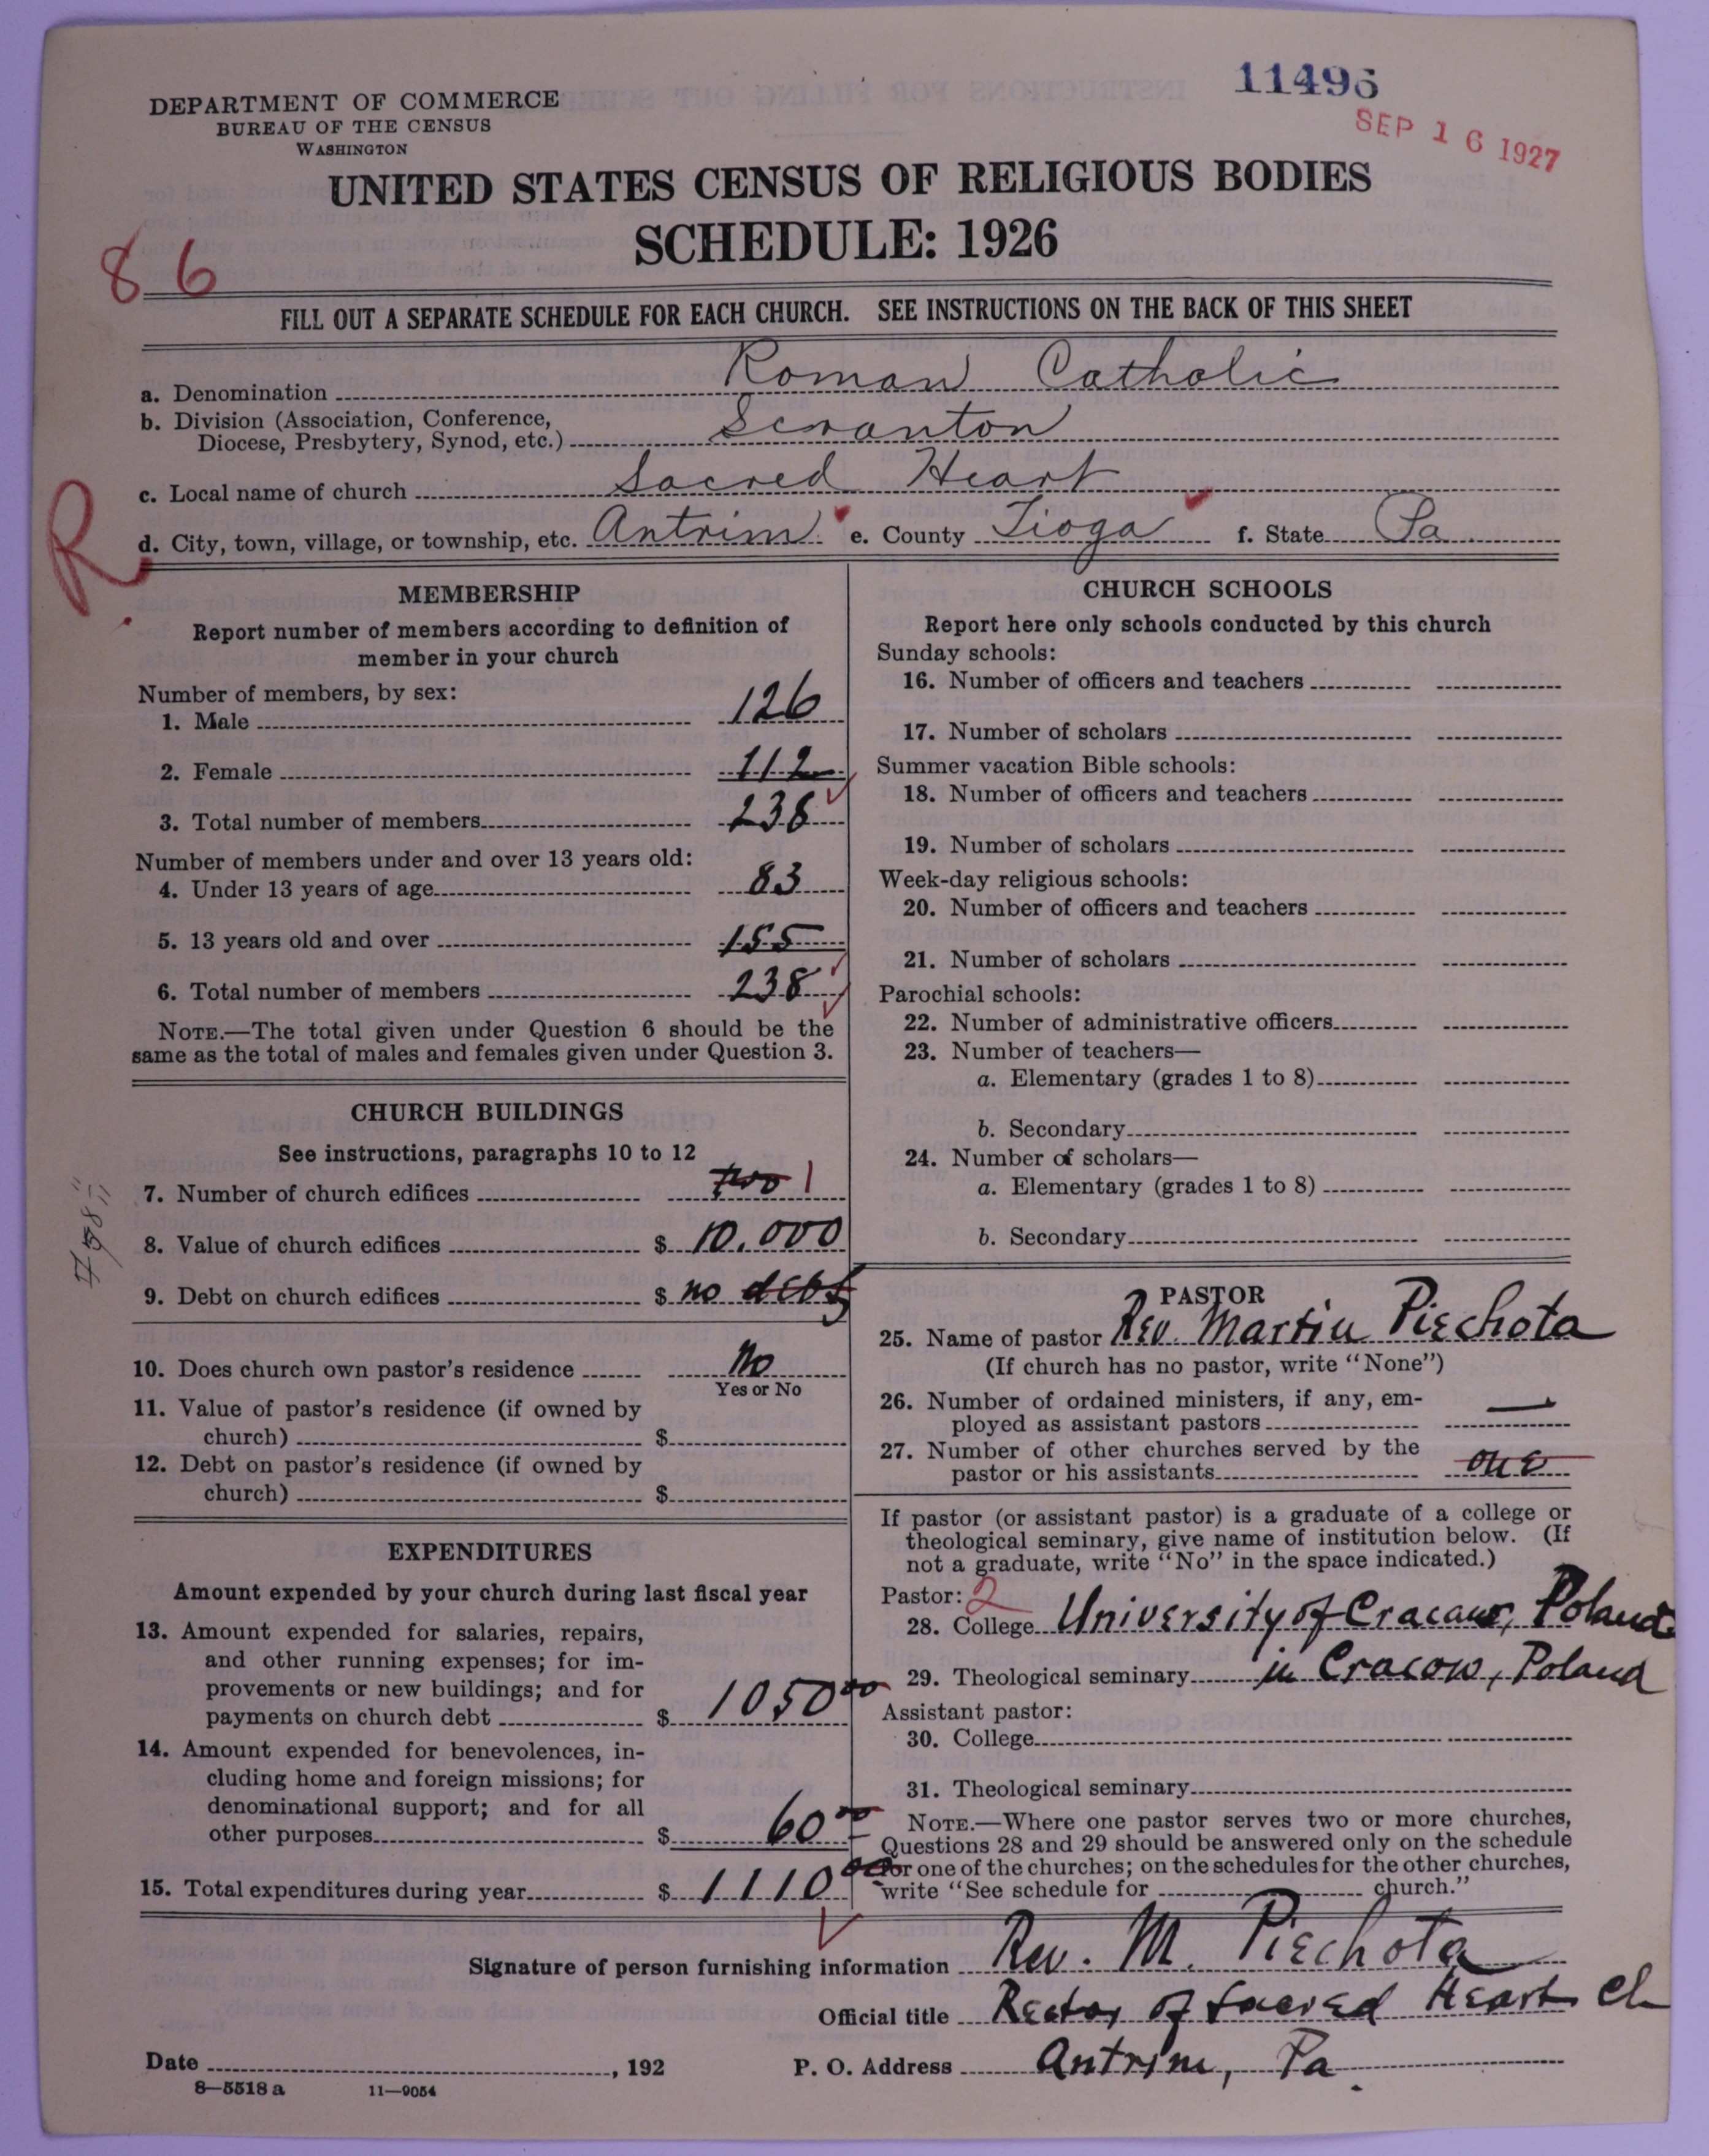 11496
SEP 16 1927
DEPARTMENT OF COMMERCE
BUREAU OF THE CENSUS
WASHINGTON
UNITED STATES CENSUS OF RELIGIOUS BODIES
SCHEDULE: 1926
86
FILL OUT A SEPARATE SCHEDULE FOR EACH CHURCH. SEE INSTRUCTIONS ON THE BACK OF THIS SHEET
a. Denomination Roman Catholic
b. Division (Association, Conference,
Diocese, Presbytery, Synod, etc.) Scranton
c. Local name of church Sacred Heart
R
d. City, town, village, or township, etc. Antrim e. County Tioga f. State Pa
MEMBERSHIP
Report number of members according to definition of
member in your church
Number of members, by sex:
1. Male 126
2. Female 112
3. Total number of members 238
Number of members under and over 13 years old:
4. Under 13 years of age 83
5. 13 years old and over 155
6. Total number of members 238
NOTE.—The total given under Question 6 should be the
same as the total of males and females given under Question 3.
CHURCH BUILDINGS
See instructions, paragraphs 10 to 12
7. Number of church edifices two 1
8. Value of church edifices $ 10.000
9. Debt on church edifices $ no debts
10. Does church own pastor's residence No
Yes or No
11. Value of pastor's residence (if owned by
church) $
12. Debt on pastor's residence (if owned by
church) $
EXPENDITURES
Amount expended by your church during last fiscal year
13. Amount expended for salaries, repairs,
and other running expenses; for im-
provements or new buildings; and for
payments on church debt $ 1050 00
14. Amount expended for benevolences, in-
cluding home and foreign missions; for
denominational support; and for all
other purposes $ 60 00
15. Total expenditures during year $ 1110 00
CHURCH SCHOOLS
Report here only schools conducted by this church
Sunday schools:
16. Number of officers and teachers
17. Number of scholars
Summer vacation Bible schools:
18. Number of officers and teachers
19. Number of scholars
Week-day religious schools:
20. Number of officers and teachers
21. Number of scholars
Parochial schools:
22. Number of administrative officers
23. Number of teachers—
a. Elementary (grades 1 to 8)
b. Secondary
24. Number of scholars—
a. Elementary (grades 1 to 8)
b. Secondary
PASTOR
25. Name of pastor Rev. Martin Piechota
(If church has no pastor, write "None")
26. Number of ordained ministers, if any, em-
ployed as assistant pastors —
27. Number of other churches served by the
pastor or his assistants one
If pastor (or assistant pastor) is a graduate of a college or
theological seminary, give name of institution below. (If
not a graduate, write "No" in the space indicated.)
Pastor: 2
28. College University of Cracow, Poland
29. Theological seminary in Cracow, Poland
Assistant pastor:
30. College
31. Theological seminary
NOTE.—Where one pastor serves two or more churches,
Questions 28 and 29 should be answered only on the schedule
for one of the churches; on the schedules for the other churches,
write "See schedule for church."
Signature of person furnishing information Rev. M. Piechota
Official title Rector of Sacred Heart Ch
Date , 192
P. O. Address Antrim, Pa.
8—5518 a 11—9054